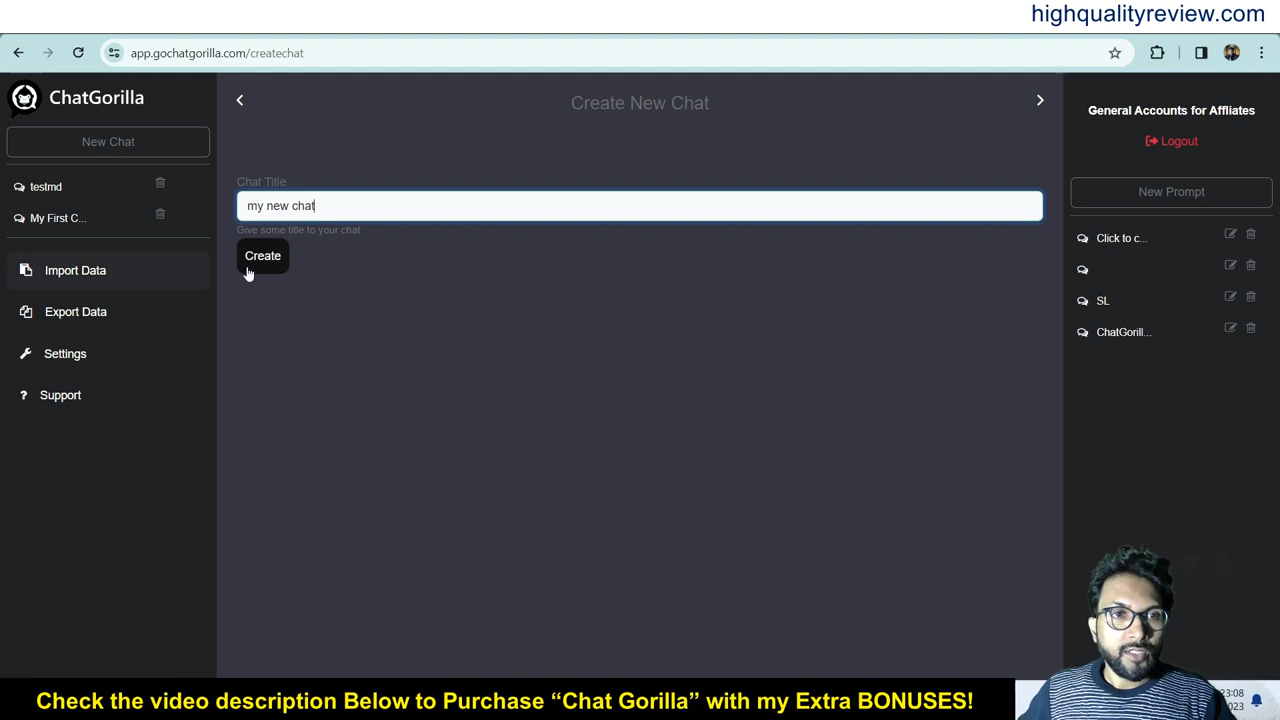 highqualityreview.com
app.gochatgorilla.com/createchat
ChatGorilla
New Chat
testmd
My First C...
Import Data
Export Data
Settings
Support
Create New Chat
Chat Title
my new chat
Give some title to your chat
Create
General Accounts for Affliates
Logout
New Prompt
Click to c...
SL
ChatGorill...
Check the video description Below to Purchase “Chat Gorilla” with my Extra BONUSES!
23:08